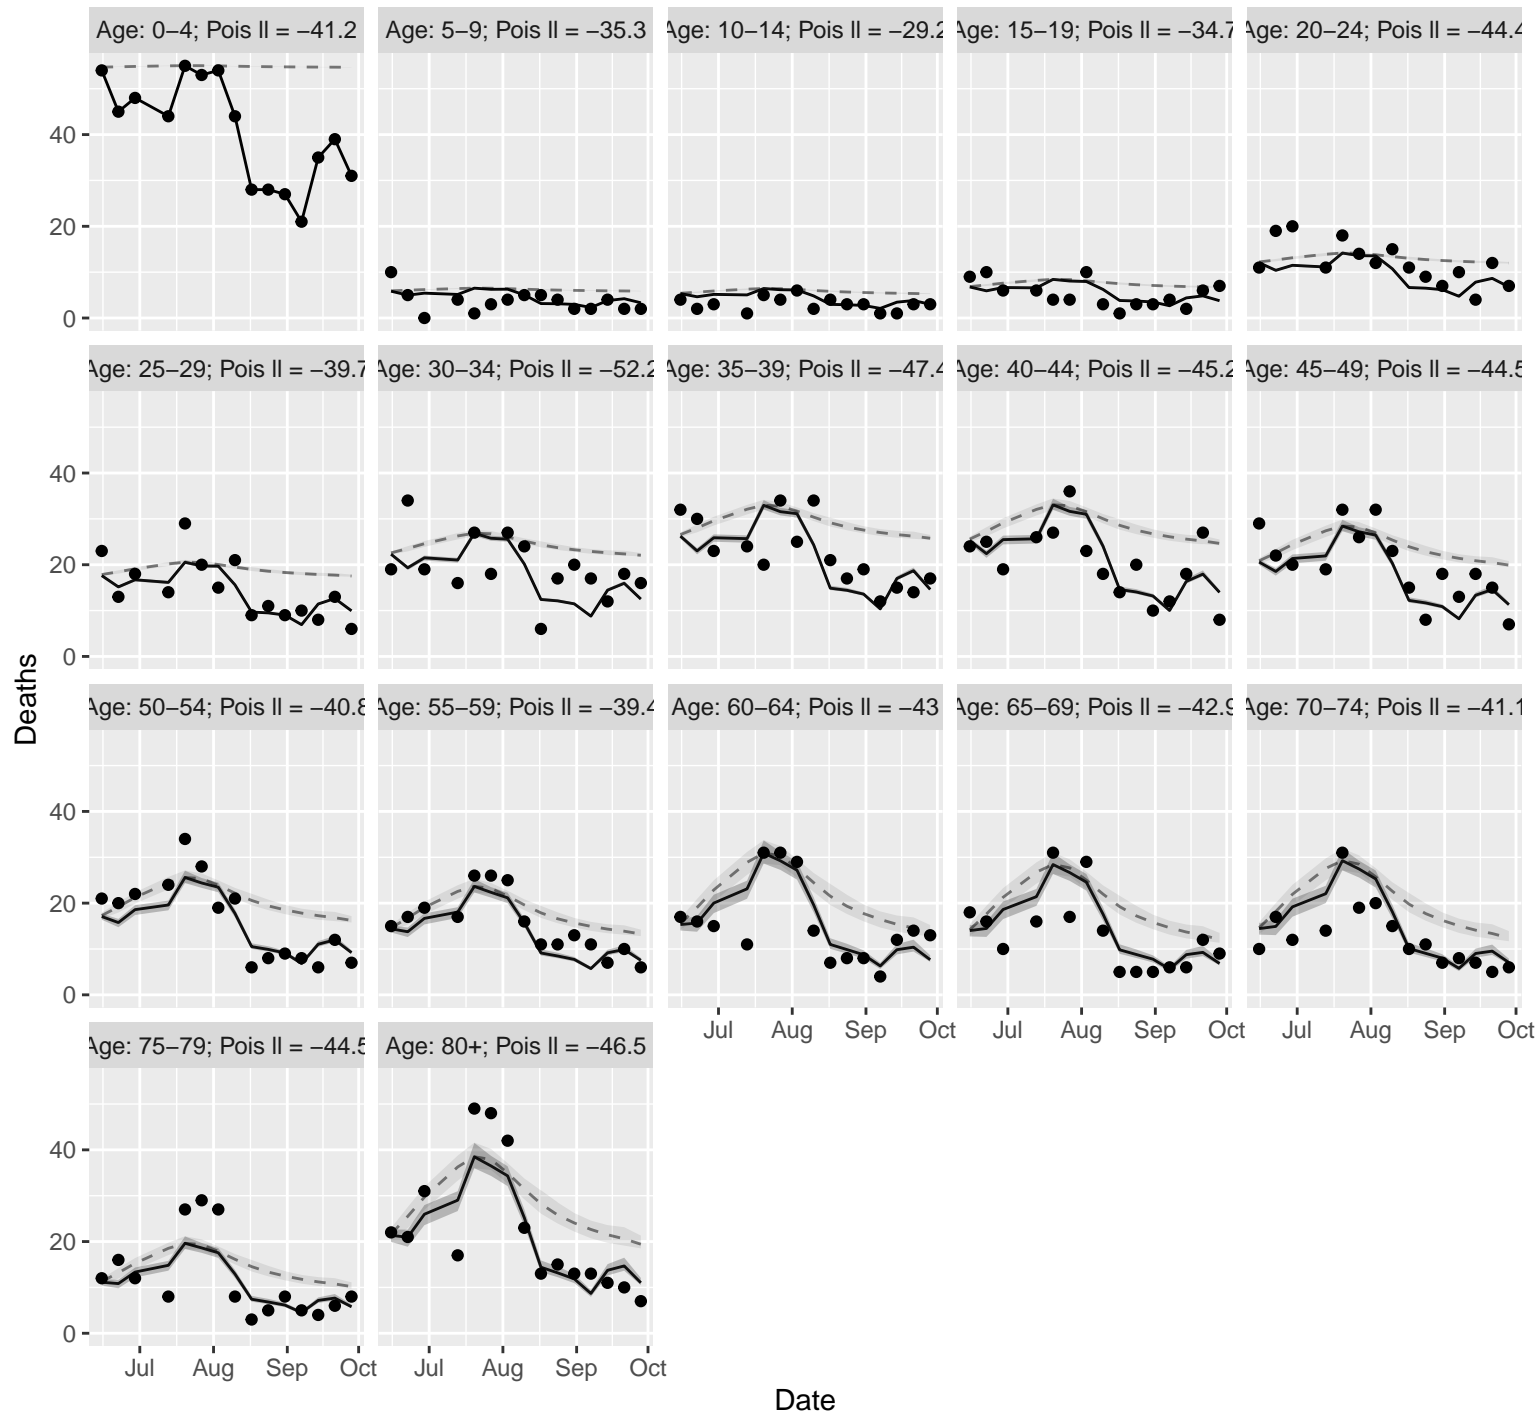 Age: 0−4; Pois ll = −41.2
Age: 5−9; Pois ll = −35.3
Age: 10−14; Pois ll = −29.2
Age: 15−19; Pois ll = −34.7
Age: 20−24; Pois ll = −44.4
40
20
0
Age: 25−29; Pois ll = −39.7
Age: 30−34; Pois ll = −52.2
Age: 35−39; Pois ll = −47.4
Age: 40−44; Pois ll = −45.2
Age: 45−49; Pois ll = −44.5
40
20
0
Deaths
Age: 50−54; Pois ll = −40.8
Age: 55−59; Pois ll = −39.4
Age: 60−64; Pois ll = −43
Age: 65−69; Pois ll = −42.9
Age: 70−74; Pois ll = −41.1
40
20
0
Jul Aug Sep Oct
Jul Aug Sep Oct
Jul Aug Sep Oct
Age: 75−79; Pois ll = −44.5
Age: 80+; Pois ll = −46.5
40
20
0
Jul Aug Sep Oct
Jul Aug Sep Oct
Date